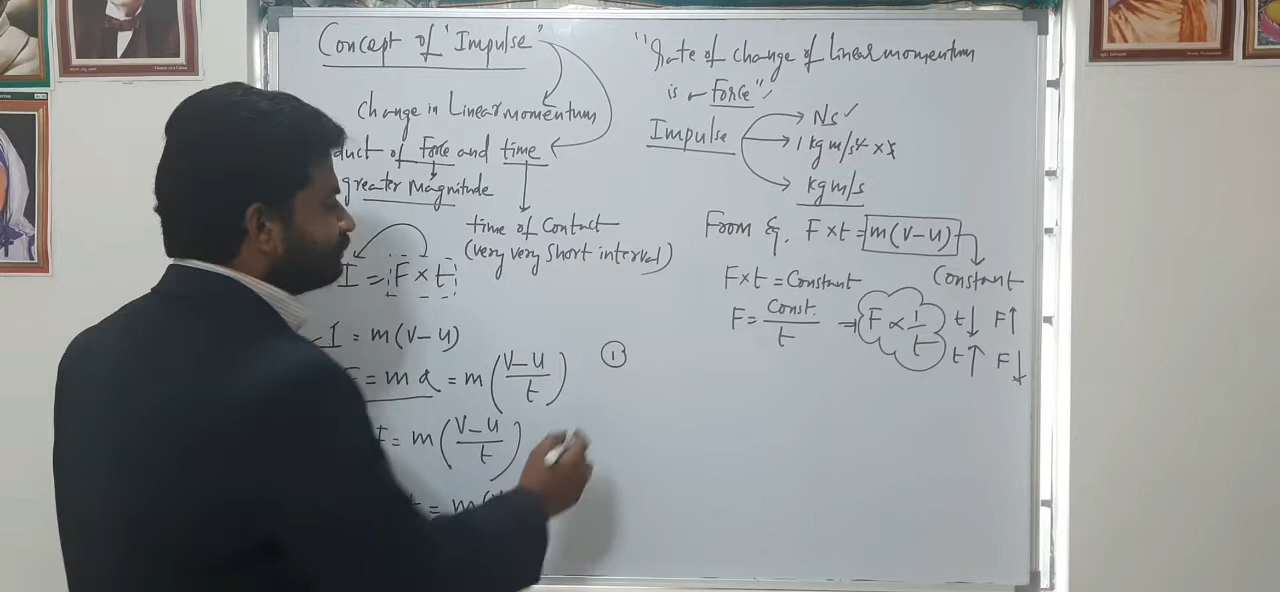 Concept of 'Impulse'
change in Linear momentum
duct of Force and time
greater Magnitude
time of Contact
(very very short interval)
I = F × t
I = m(v-u)
F = ma = m(v-u/t)
F = m(v-u/t)
t = m(
①
"rate of change of linear momentum
is Force"
Impulse
Ns ✓
1 kg m/s
kg m/s
From Eq. F × t = m(v-u)
Constant
F×t = Constant
F = Const./t ⇒ F ∝ 1/t
t↓ F↑
t↑ F↓